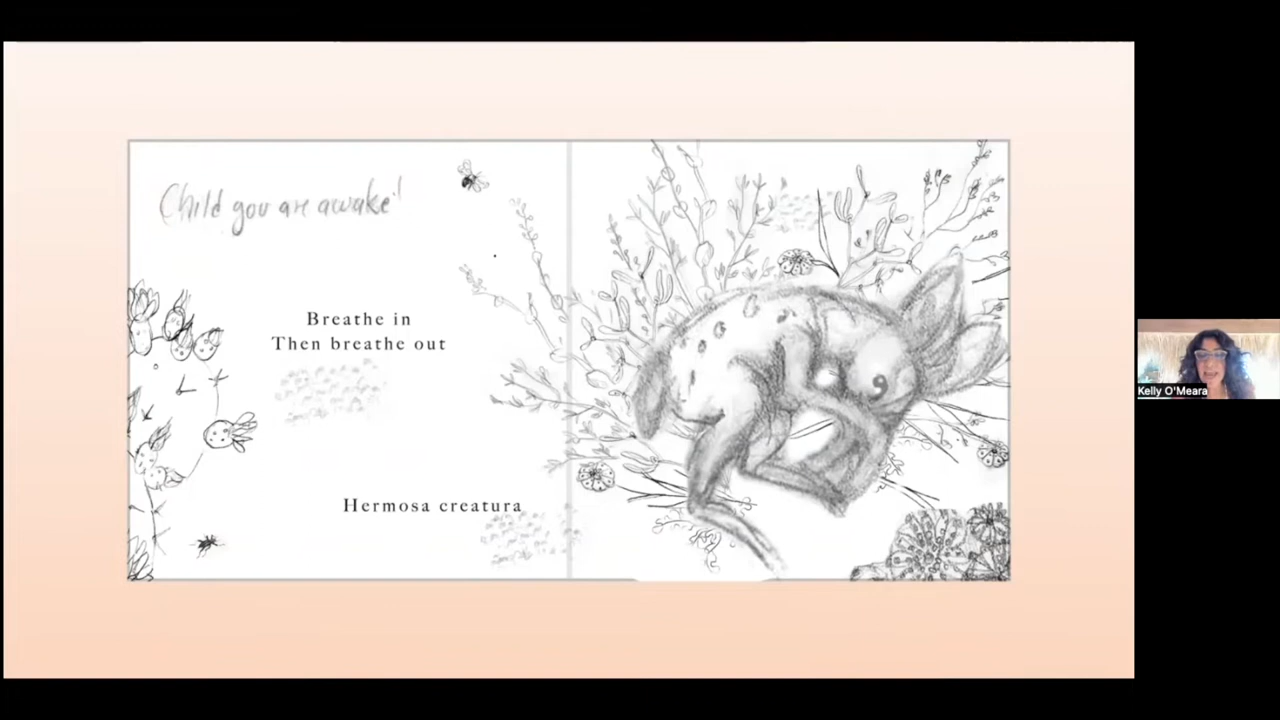 Child you are awake!
Breathe in
Then breathe out
Hermosa creatura
Kelly O'Meara